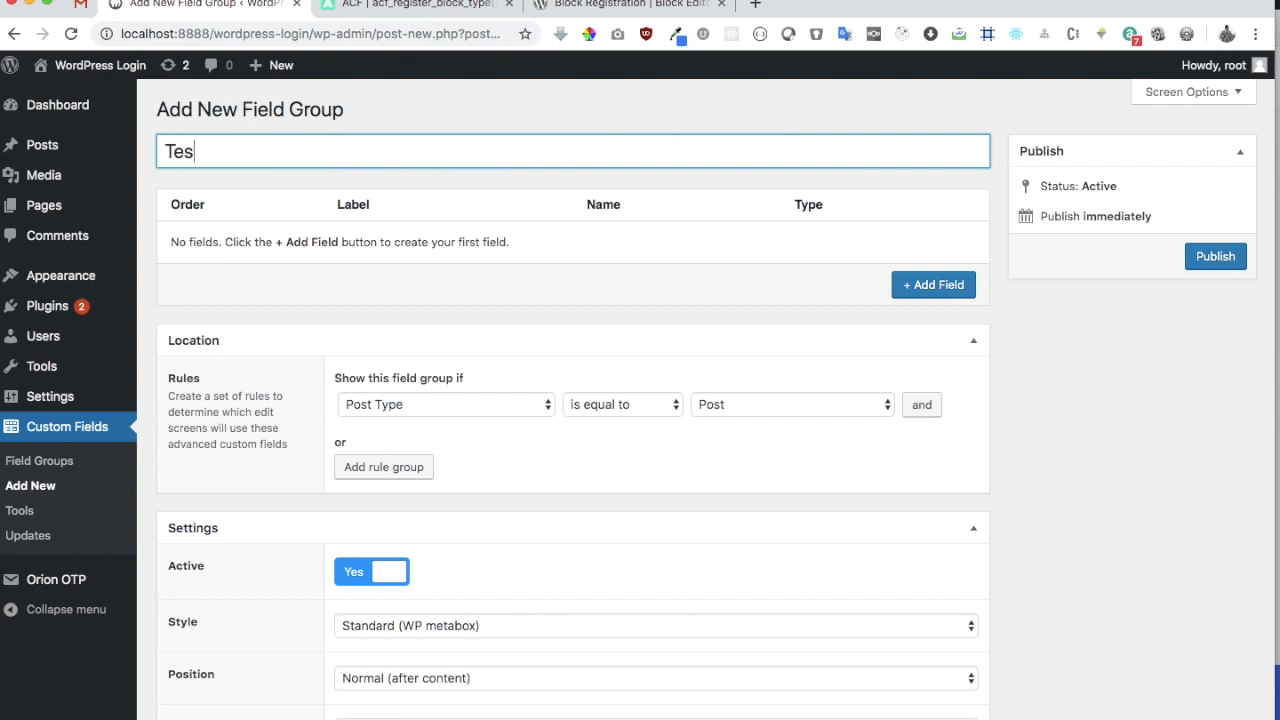 Add New Field Group ‹ WordPr
ACF | acf_register_block_type()
Block Registration | Block Edito
localhost:8888/wordpress-login/wp-admin/post-new.php?post...
WordPress Login
2
0
New
Howdy, root
Dashboard
Posts
Media
Pages
Comments
Appearance
Plugins 2
Users
Tools
Settings
Custom Fields
Field Groups
Add New
Tools
Updates
Orion OTP
Collapse menu
Screen Options
Add New Field Group
Tes
Order Label Name Type
No fields. Click the + Add Field button to create your first field.
+ Add Field
Location
Rules
Create a set of rules to
determine which edit
screens will use these
advanced custom fields
Show this field group if
Post Type is equal to Post and
or
Add rule group
Settings
Active
Yes
Style
Standard (WP metabox)
Position
Normal (after content)
Publish
Status: Active
Publish immediately
Publish